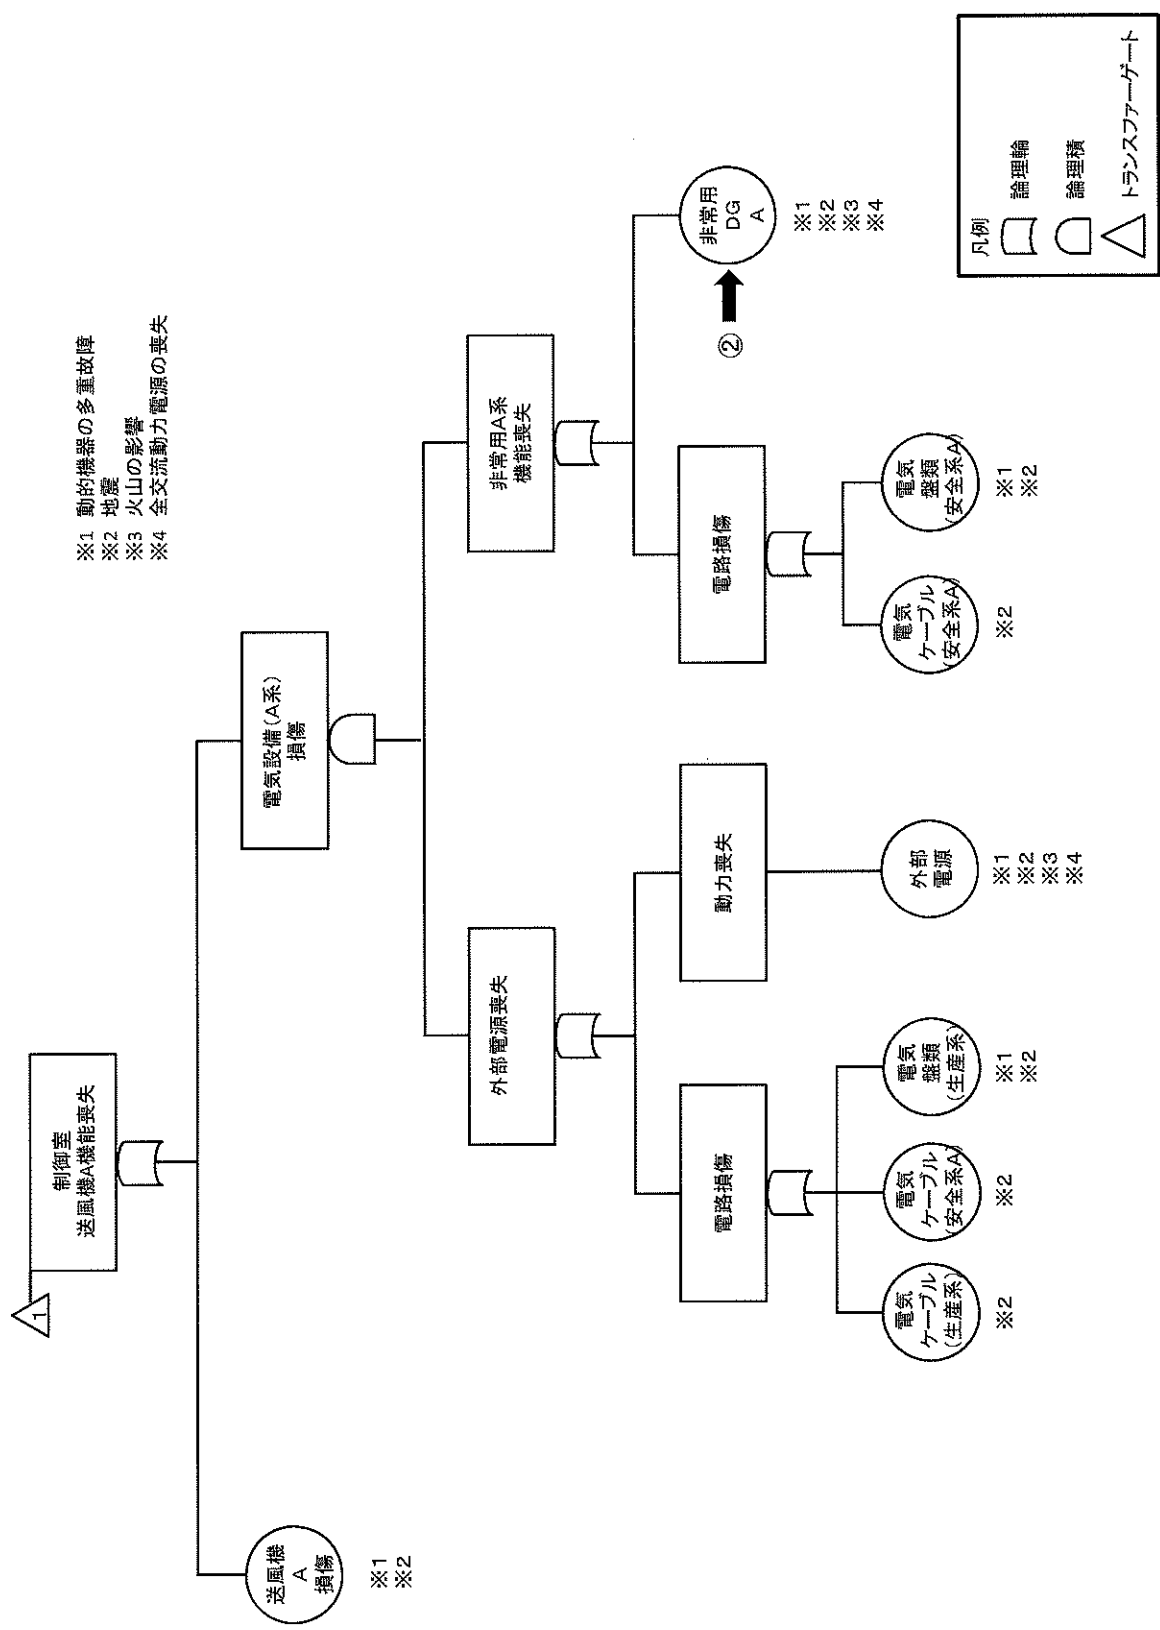 1
制御室
送風機A機能喪失
※1 動的機器の多重故障
※2 地震
※3 火山の影響
※4 全交流動力電源の喪失
送風機
A
損傷
※1
※2
電気設備(A系)
損傷
外部電源喪失
非常用A系
機能喪失
電路損傷
動力喪失
電路損傷
非常用
DG
A
②
※1
※2
※3
※4
電気
ケーブル
(生産系)
※2
電気
ケーブル
(安全系A)
※2
電気
盤類
(生産系)
※1
※2
外部
電源
※1
※2
※3
※4
電気
ケーブル
(安全系A)
※2
電気
盤類
(安全系A)
※1
※2
凡例
論理輪
論理積
トランスファーゲート